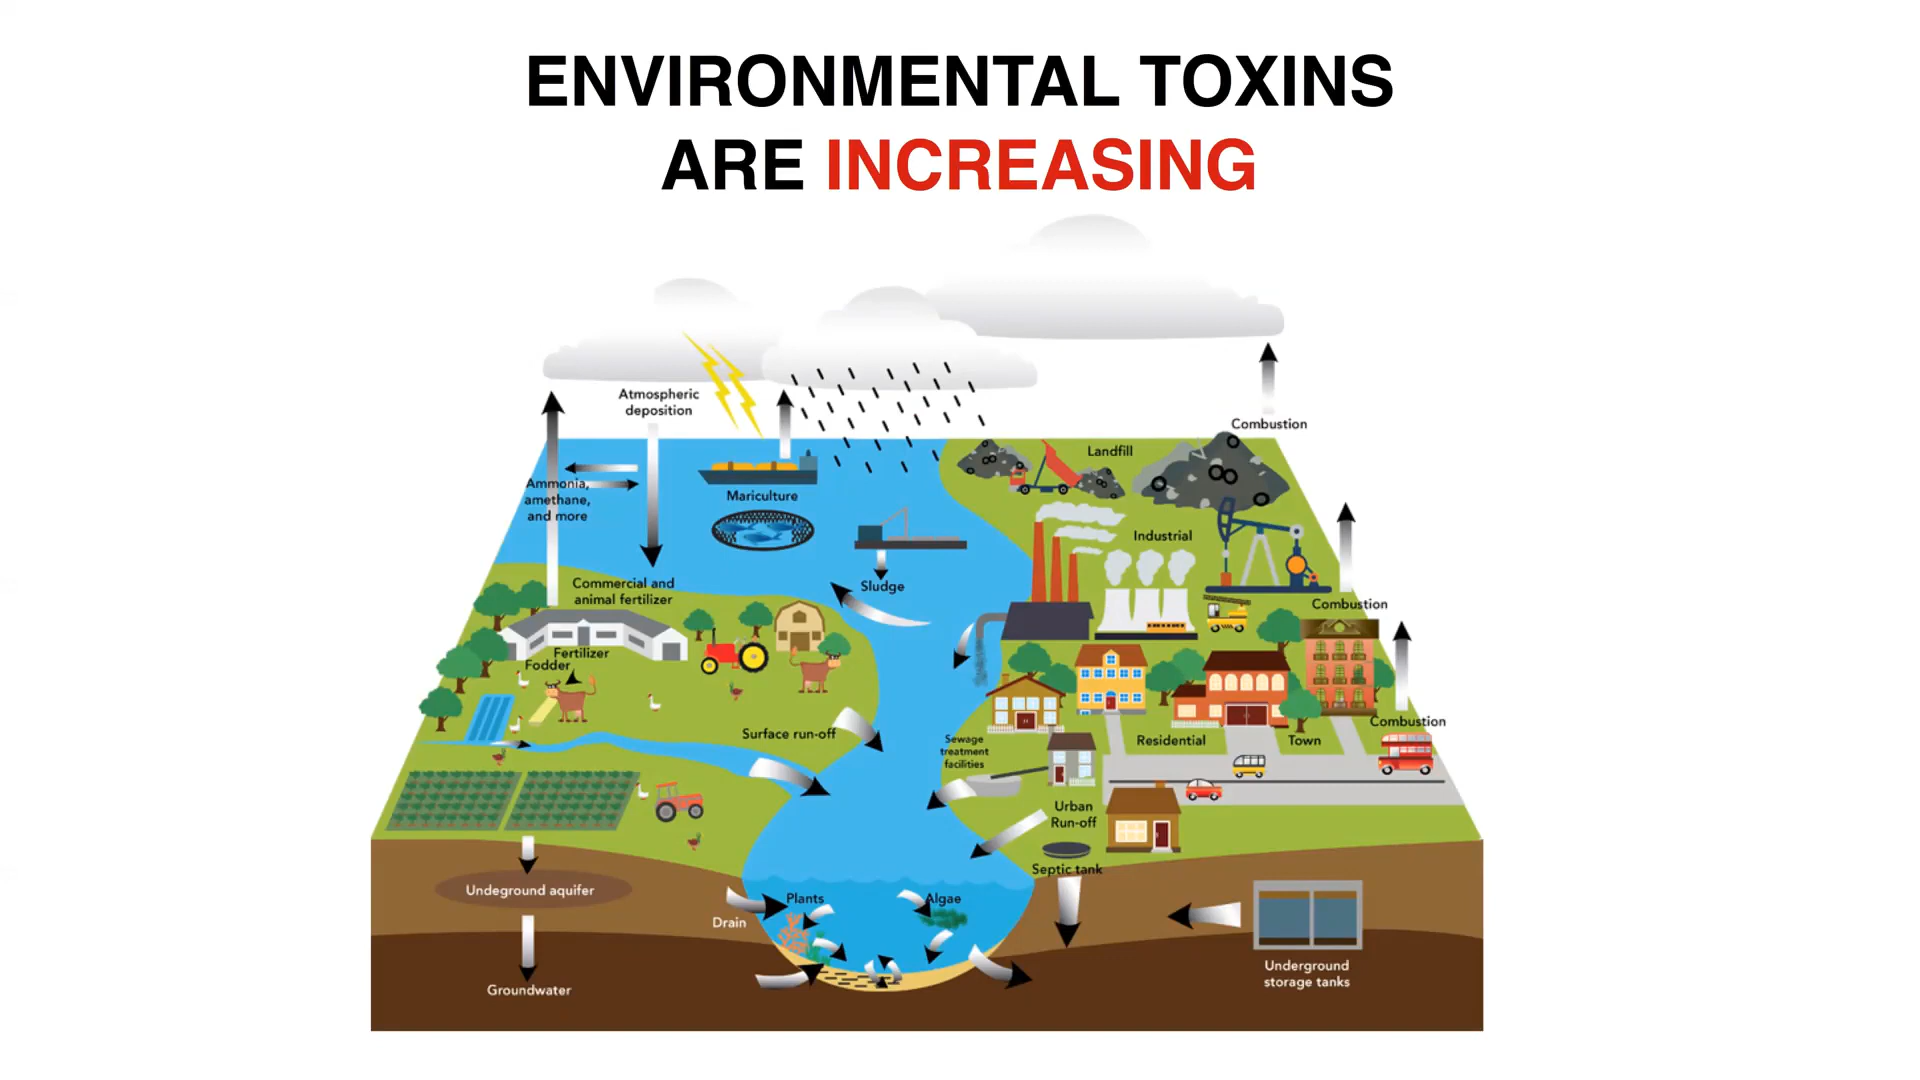 ENVIRONMENTAL TOXINS
ARE INCREASING
Atmospheric
deposition
Combustion
Landfill
Ammonia,
amethane,
and more
Mariculture
Industrial
Sludge
Commercial and
animal fertilizer
Combustion
Fertilizer
Fodder
Surface run-off
Sewage
treatment
facilities
Residential
Town
Combustion
Urban
Run-off
Septic tank
Undeground aquifer
Plants
Algae
Drain
Underground
storage tanks
Groundwater